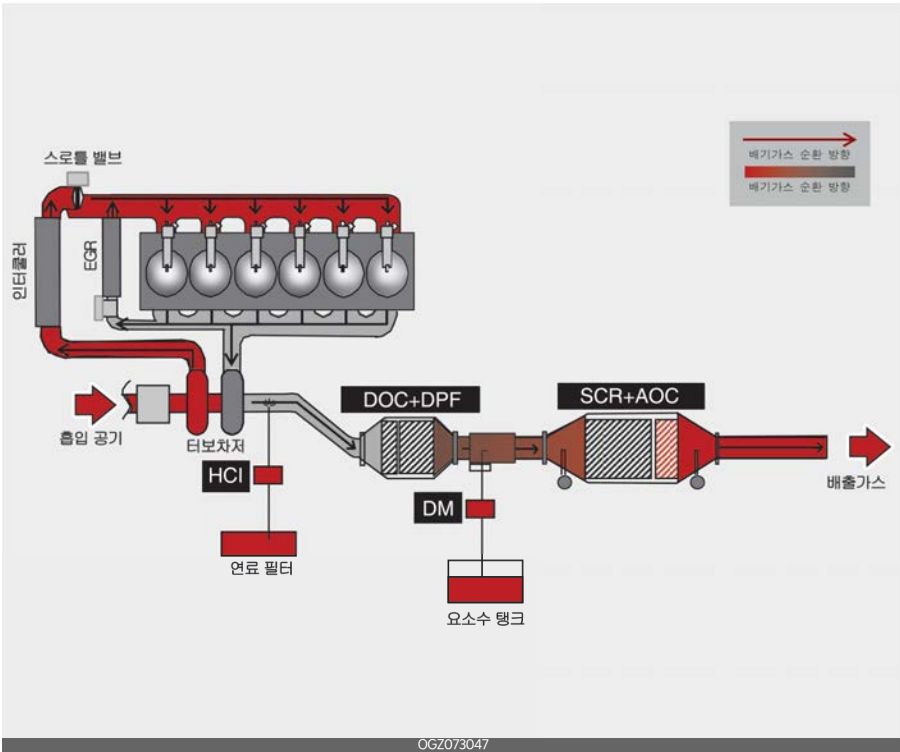 스로틀 밸브
배기가스 순환 방향
배기가스 순환 방향
인터쿨러
EGR
흡입 공기
터보차저
DOC+DPF
SCR+AOC
배출가스
HCI
DM
연료 필터
요소수 탱크
OGZ073047